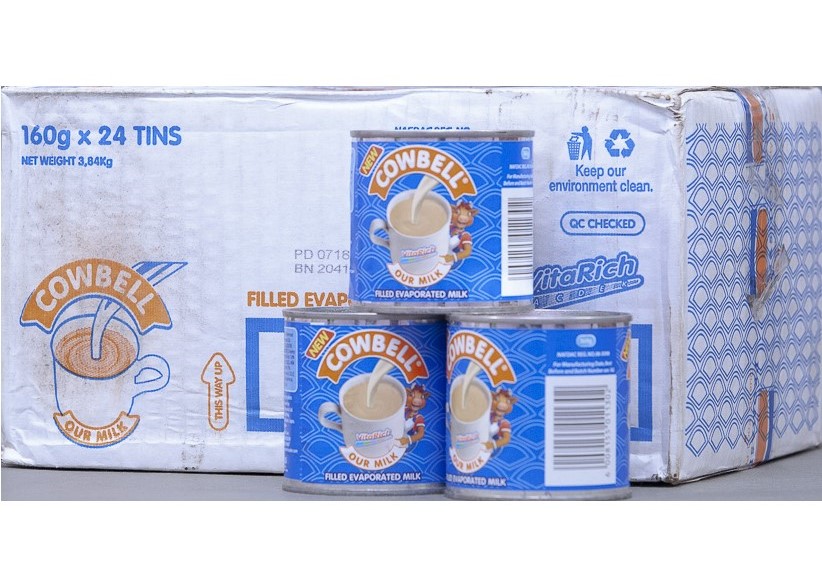 160g x 24 TINS
NET WEIGHT 3,84Kg
COWBELL
OUR MILK
THIS WAY UP
PD 0718
BN 2041
FILLED EVAP
Keep our
environment clean.
QC CHECKED
VitaRich
NEW
COWBELL
VitaRich
OUR MILK
FILLED EVAPORATED MILK
NEW
COWBELL
VitaRich
OUR MILK
FILLED EVAPORATED MILK
COWBELL
OUR MILK
EVAPORATED MILK